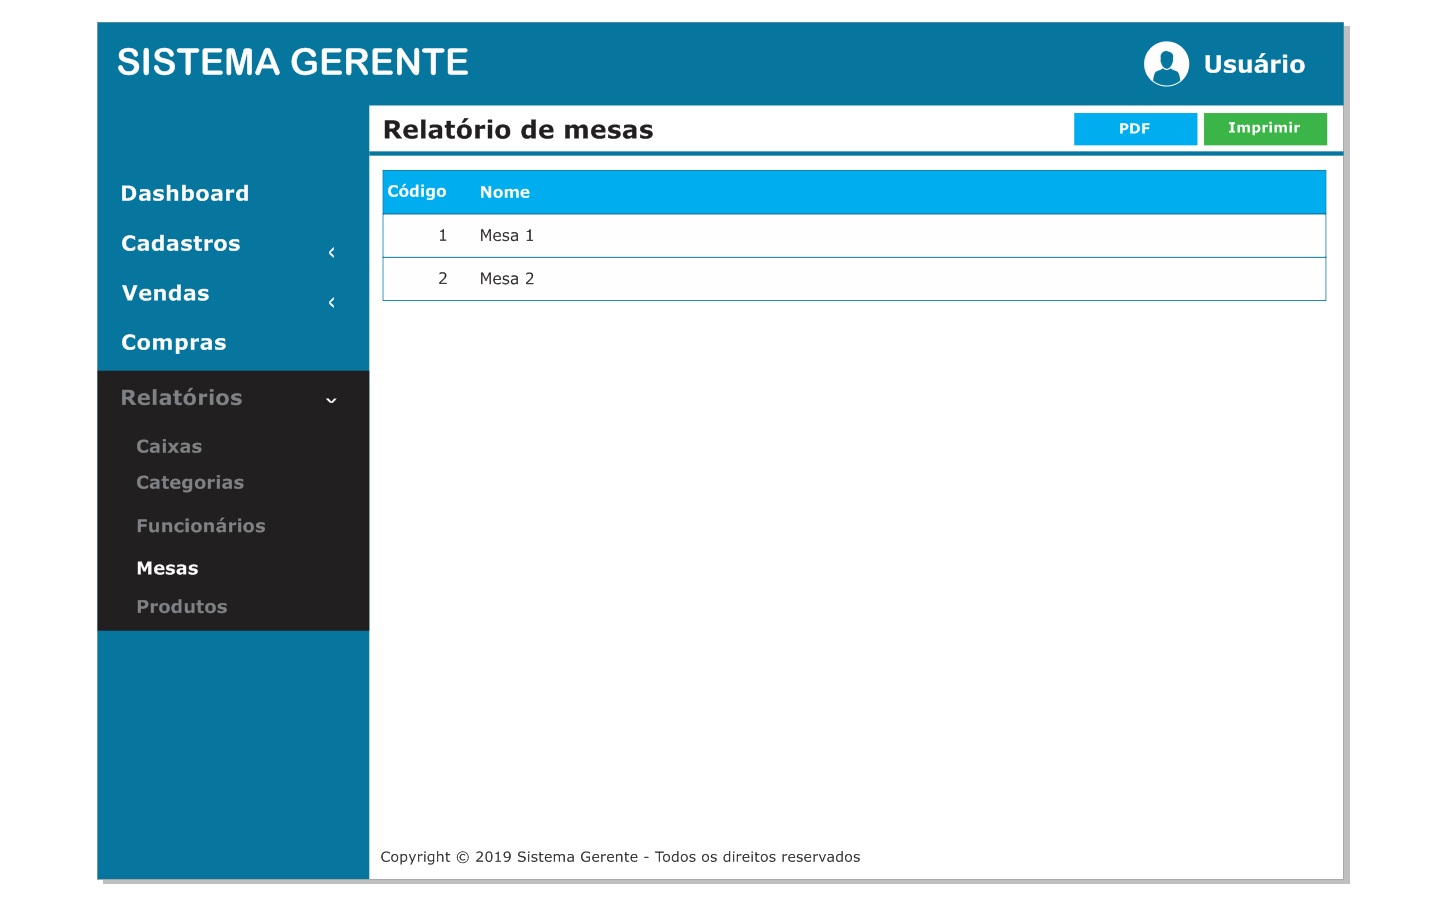 SISTEMA GERENTE
Usuário
Relatório de mesas
PDF
Imprimir
Dashboard
Cadastros
Vendas
Compras
Relatórios
Caixas
Categorias
Funcionários
Mesas
Produtos
Código Nome
1 Mesa 1
2 Mesa 2
Copyright © 2019 Sistema Gerente - Todos os direitos reservados